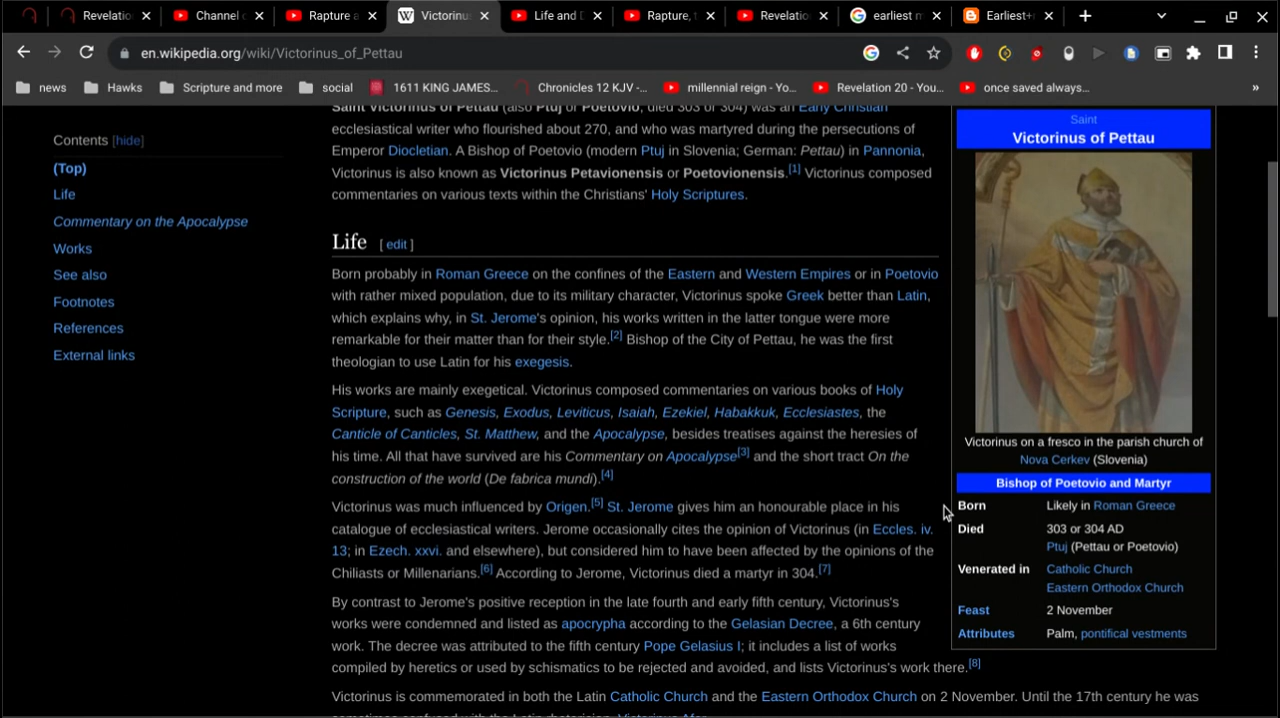 Revelatio
Channel
Rapture a
Victorinus
Life and D
Rapture, t
Revelatio
earliest m
Earliest+
en.wikipedia.org/wiki/Victorinus_of_Pettau
news
Hawks
Scripture and more
social
1611 KING JAMES...
Chronicles 12 KJV -...
millennial reign - Yo...
Revelation 20 - You...
once saved always...
»
Contents [hide]
(Top)
Life
Commentary on the Apocalypse
Works
See also
Footnotes
References
External links
Saint Victorinus of Pettau (also Ptuj or Poetovio; died 303 or 304) was an Early Christian
ecclesiastical writer who flourished about 270, and who was martyred during the persecutions of
Emperor Diocletian. A Bishop of Poetovio (modern Ptuj in Slovenia; German: Pettau) in Pannonia,
Victorinus is also known as Victorinus Petavionensis or Poetovionensis.[1] Victorinus composed
commentaries on various texts within the Christians' Holy Scriptures.
Life [ edit ]
Born probably in Roman Greece on the confines of the Eastern and Western Empires or in Poetovio
with rather mixed population, due to its military character, Victorinus spoke Greek better than Latin,
which explains why, in St. Jerome's opinion, his works written in the latter tongue were more
remarkable for their matter than for their style.[2] Bishop of the City of Pettau, he was the first
theologian to use Latin for his exegesis.
His works are mainly exegetical. Victorinus composed commentaries on various books of Holy
Scripture, such as Genesis, Exodus, Leviticus, Isaiah, Ezekiel, Habakkuk, Ecclesiastes, the
Canticle of Canticles, St. Matthew, and the Apocalypse, besides treatises against the heresies of
his time. All that have survived are his Commentary on Apocalypse[3] and the short tract On the
construction of the world (De fabrica mundi).[4]
Victorinus was much influenced by Origen.[5] St. Jerome gives him an honourable place in his
catalogue of ecclesiastical writers. Jerome occasionally cites the opinion of Victorinus (in Eccles. iv.
13; in Ezech. xxvi. and elsewhere), but considered him to have been affected by the opinions of the
Chiliasts or Millenarians.[6] According to Jerome, Victorinus died a martyr in 304.[7]
By contrast to Jerome's positive reception in the late fourth and early fifth century, Victorinus's
works were condemned and listed as apocrypha according to the Gelasian Decree, a 6th century
work. The decree was attributed to the fifth century Pope Gelasius I; it includes a list of works
compiled by heretics or used by schismatics to be rejected and avoided, and lists Victorinus's work there.[8]
Victorinus is commemorated in both the Latin Catholic Church and the Eastern Orthodox Church on 2 November. Until the 17th century he was
sometimes confused with the Latin rhetorician, Victorinus Afer.
Saint
Victorinus of Pettau
Victorinus on a fresco in the parish church of
Nova Cerkev (Slovenia)
Bishop of Poetovio and Martyr
Born Likely in Roman Greece
Died 303 or 304 AD
Ptuj (Pettau or Poetovio)
Venerated in Catholic Church
Eastern Orthodox Church
Feast 2 November
Attributes Palm, pontifical vestments